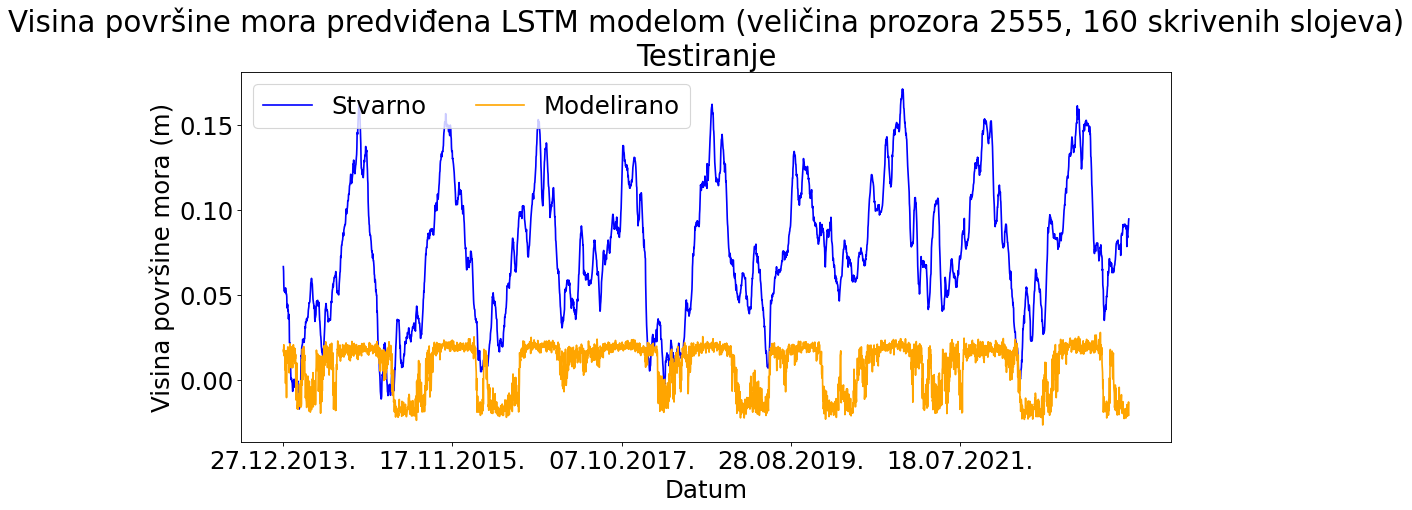 Visina površine mora predviđena LSTM modelom (veličina prozora 2555, 160 skrivenih slojeva)
Testiranje
Stvarno
Modelirano
Visina površine mora (m)
0.15
0.10
0.05
0.00
27.12.2013.
17.11.2015.
07.10.2017.
28.08.2019.
18.07.2021.
Datum